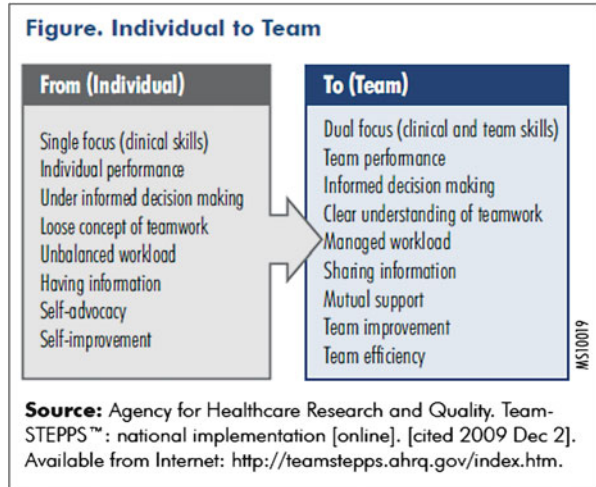 Figure. Individual to Team
From (Individual)
Single focus (clinical skills)
Individual performance
Under informed decision making
Loose concept of teamwork
Unbalanced workload
Having information
Self-advocacy
Self-improvement
To (Team)
Dual focus (clinical and team skills)
Team performance
Informed decision making
Clear understanding of teamwork
Managed workload
Sharing information
Mutual support
Team improvement
Team efficiency
MS10019
Source: Agency for Healthcare Research and Quality. Team-
STEPPS™: national implementation [online]. [cited 2009 Dec 2].
Available from Internet: http://teamstepps.ahrq.gov/index.htm.